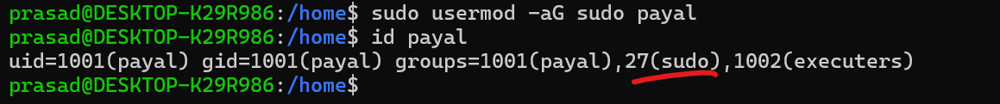 prasad@DESKTOP-K29R986:/home$ sudo usermod -aG sudo payal
prasad@DESKTOP-K29R986:/home$ id payal
uid=1001(payal) gid=1001(payal) groups=1001(payal),27(sudo),1002(executers)
prasad@DESKTOP-K29R986:/home$